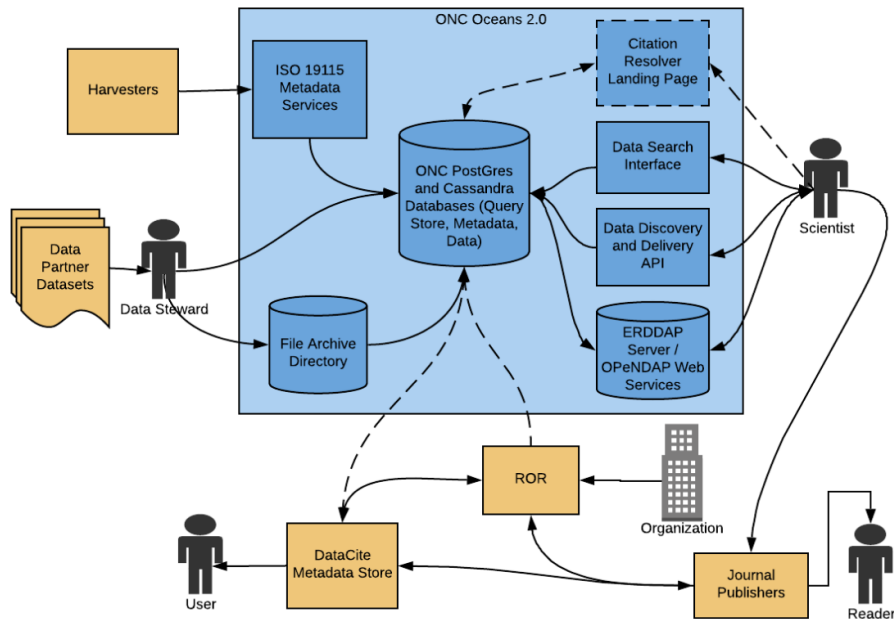 ONC Oceans 2.0
Harvesters
ISO 19115
Metadata
Services
Citation
Resolver
Landing Page
ONC PostGres
and Cassandra
Databases (Query
Store, Metadata,
Data)
Data Search
Interface
Scientist
Data
Partner
Datasets
Data Steward
Data Discovery
and Delivery
API
File Archive
Directory
ERDDAP
Server /
OPeNDAP Web
Services
ROR
Organization
User
DataCite
Metadata Store
Journal
Publishers
Reader